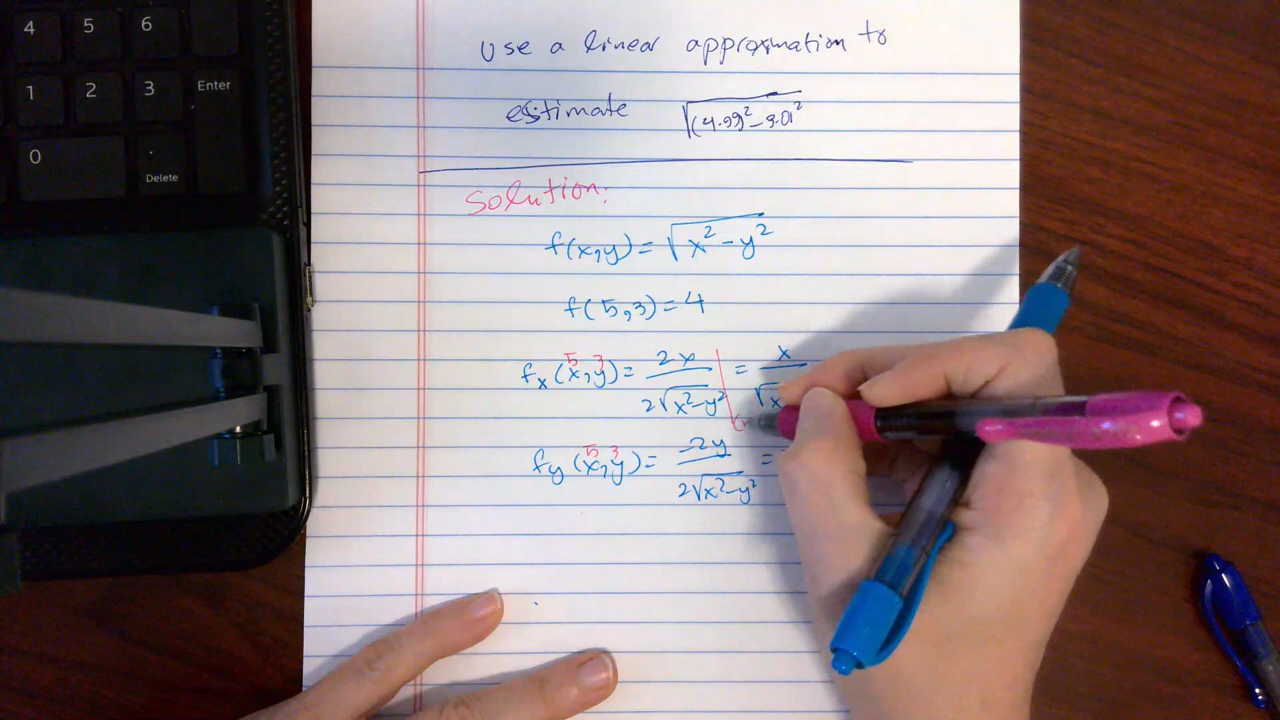 4 5 6
1 2 3 Enter
0 . Delete
Use a linear approximation to
estimate √(4.99)²-3.01²
Solution:
f(x,y) = √x²-y²
f(5,3) = 4
5 3
fx(x,y) = 2x / 2√x²-y² = x / √x
5 3
fy(x,y) = -2y / 2√x²-y² =